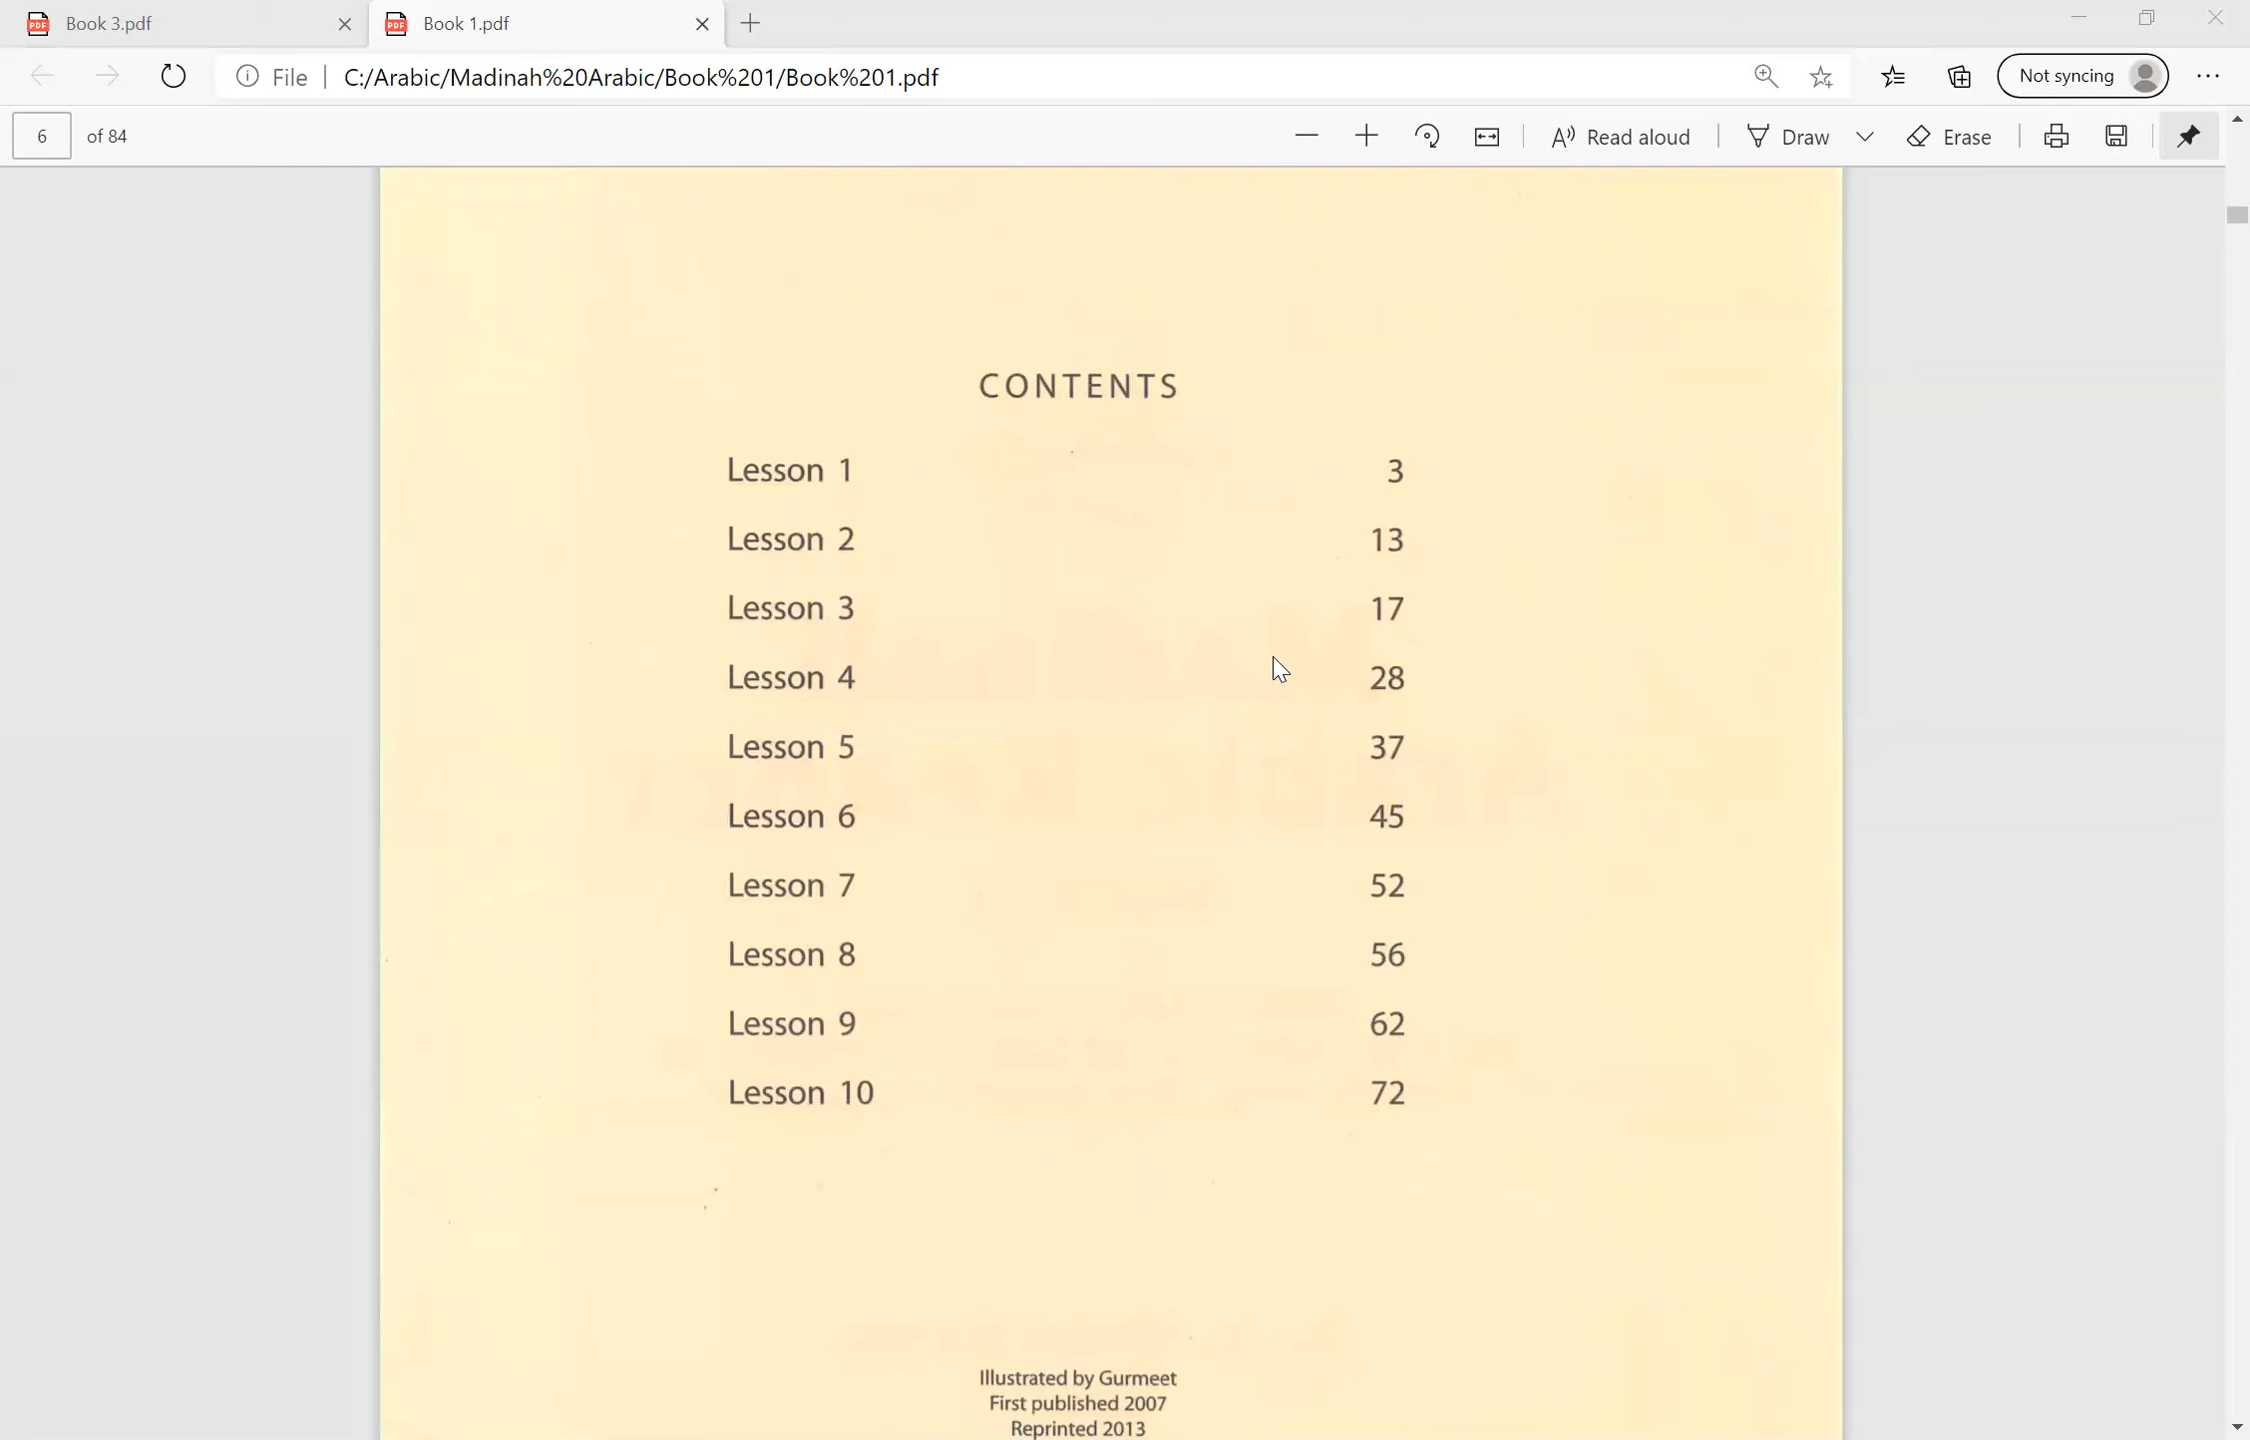 Book 3.pdf
Book 1.pdf
File
C:/Arabic/Madinah%20Arabic/Book%201/Book%201.pdf
Not syncing
6 of 84
Read aloud
Draw
Erase
CONTENTS
Lesson 1 3
Lesson 2 13
Lesson 3 17
Lesson 4 28
Lesson 5 37
Lesson 6 45
Lesson 7 52
Lesson 8 56
Lesson 9 62
Lesson 10 72
Illustrated by Gurmeet
First published 2007
Reprinted 2013